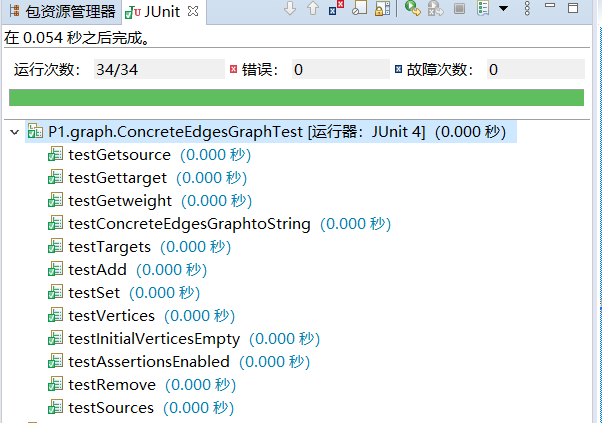 包资源管理器 JUnit
在 0.054 秒之后完成。
运行次数： 34/34 错误： 0 故障次数： 0
P1.graph.ConcreteEdgesGraphTest [运行器：JUnit 4] (0.000 秒)
testGetsource (0.000 秒)
testGettarget (0.000 秒)
testGetweight (0.000 秒)
testConcreteEdgesGraphtoString (0.000 秒)
testTargets (0.000 秒)
testAdd (0.000 秒)
testSet (0.000 秒)
testVertices (0.000 秒)
testInitialVerticesEmpty (0.000 秒)
testAssertionsEnabled (0.000 秒)
testRemove (0.000 秒)
testSources (0.000 秒)